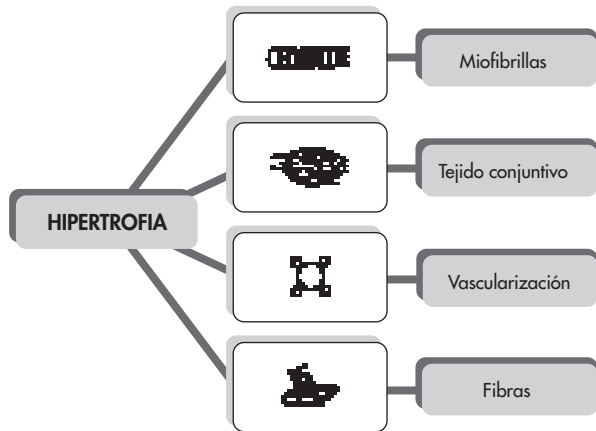 Miofibrillas
Tejido conjuntivo
HIPERTROFIA
Vascularización
Fibras